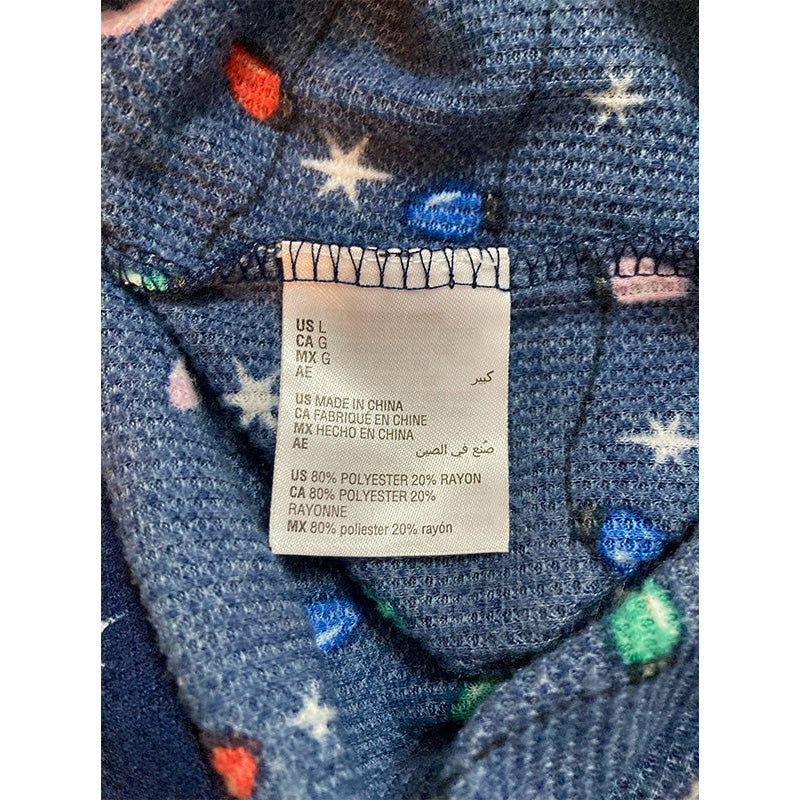 US L
CA G
MX G
AE كبير
US MADE IN CHINA
CA FABRIQUÉ EN CHINE
MX HECHO EN CHINA
AE صُنع في الصين
US 80% POLYESTER 20% RAYON
CA 80% POLYESTER 20%
RAYONNE
MX 80% poliester 20% rayón